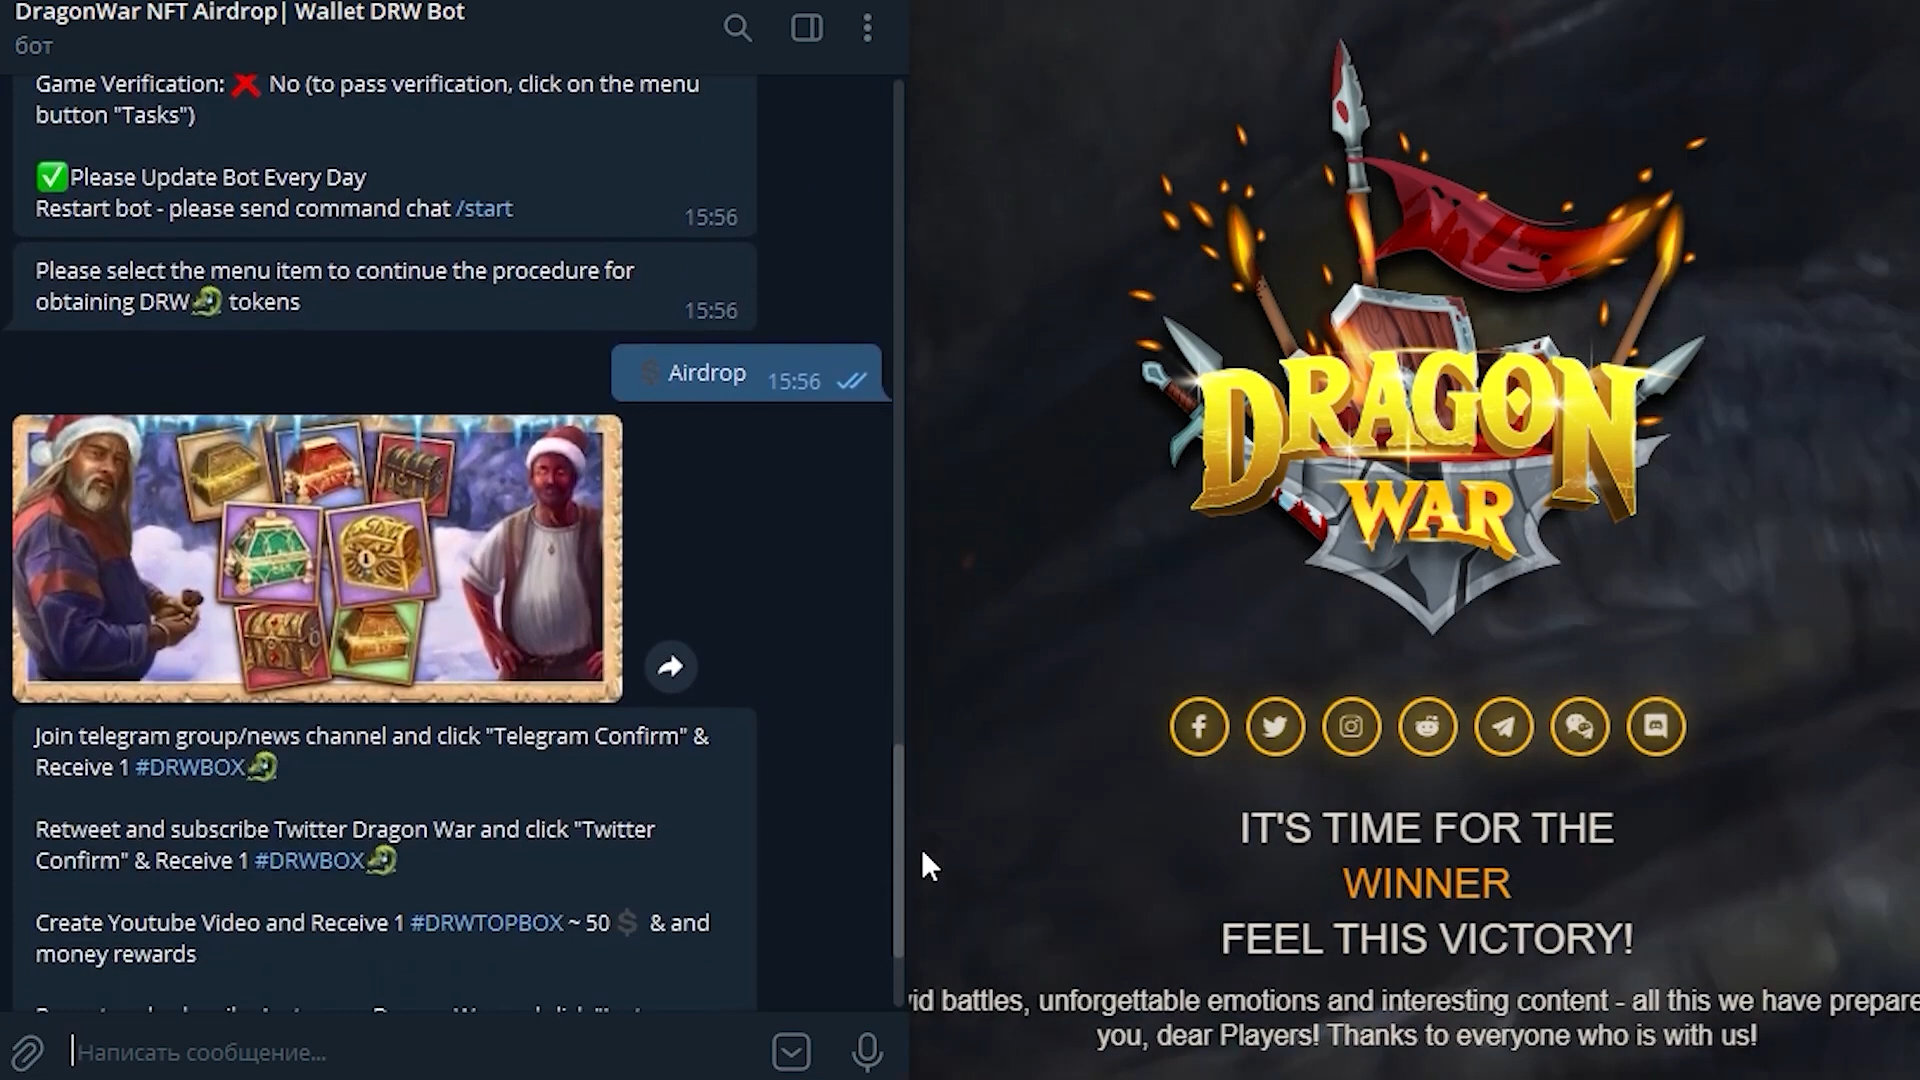 DragonWar NFT Airdrop| Wallet DRW Bot
бот
Game Verification: ❌ No (to pass verification, click on the menu
button "Tasks")
✅Please Update Bot Every Day
Restart bot - please send command chat /start
15:56
Please select the menu item to continue the procedure for
obtaining DRW🐲 tokens
15:56
Airdrop 15:56
Join telegram group/news channel and click "Telegram Confirm" &
Receive 1 #DRWBOX🐲
Retweet and subscribe Twitter Dragon War and click "Twitter
Confirm" & Receive 1 #DRWBOX🐲
Create Youtube Video and Receive 1 #DRWTOPBOX ~ 50 💲 & and
money rewards
Написать сообщение...
DRAGON
WAR
IT'S TIME FOR THE
WINNER
FEEL THIS VICTORY!
battles, unforgettable emotions and interesting content - all this we have
you, dear Players! Thanks to everyone who is with us!